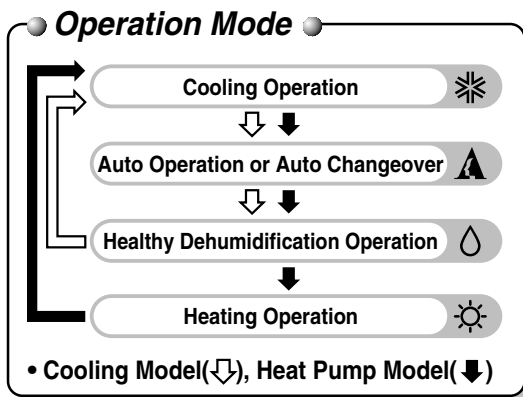 Operation Mode
Cooling Operation
Auto Operation or Auto Changeover
Healthy Dehumidification Operation
Heating Operation
• Cooling Model(⇩), Heat Pump Model(⬇)